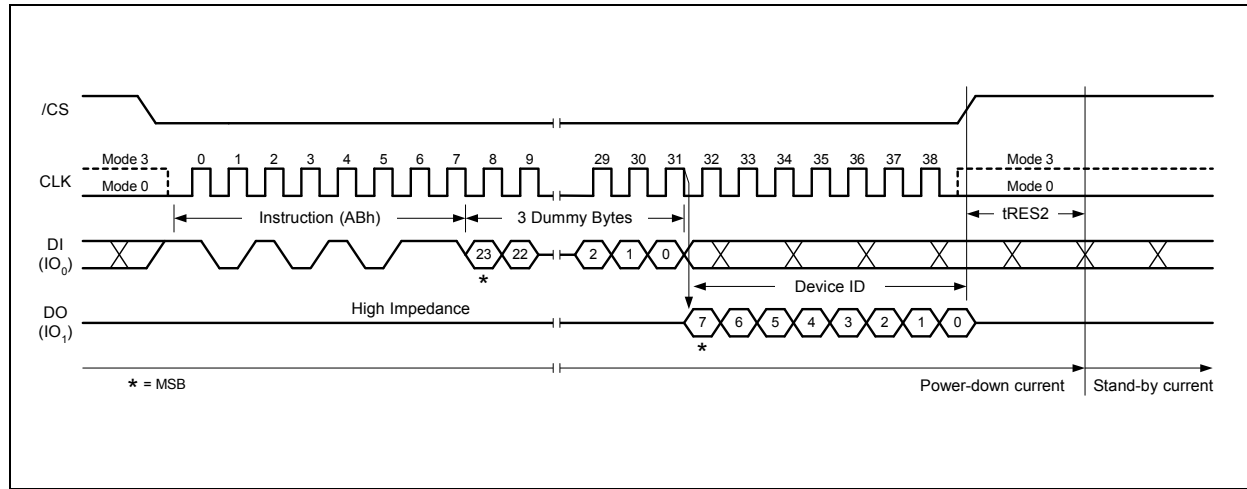 /CS
Mode 3 0 1 2 3 4 5 6 7 8 9 29 30 31 32 33 34 35 36 37 38 Mode 3
CLK
Mode 0 Mode 0
Instruction (ABh) 3 Dummy Bytes tRES2
DI
(IO0)
23 22 2 1 0
*
Device ID
High Impedance
DO
(IO1)
7 6 5 4 3 2 1 0
*
* = MSB Power-down current Stand-by current